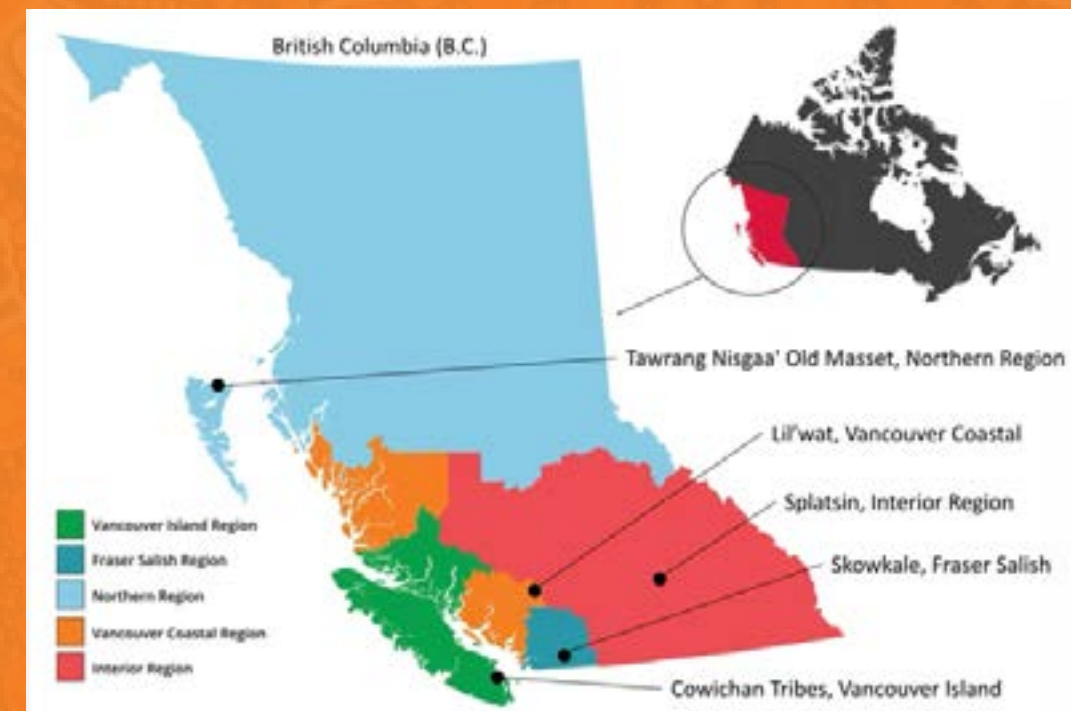 British Columbia (B.C.)
Tawrang Nisgaa' Old Masset, Northern Region
Lil'wat, Vancouver Coastal
Splatsin, Interior Region
Skowkale, Fraser Salish
Cowichan Tribes, Vancouver Island
Vancouver Island Region
Fraser Salish Region
Northern Region
Vancouver Coastal Region
Interior Region